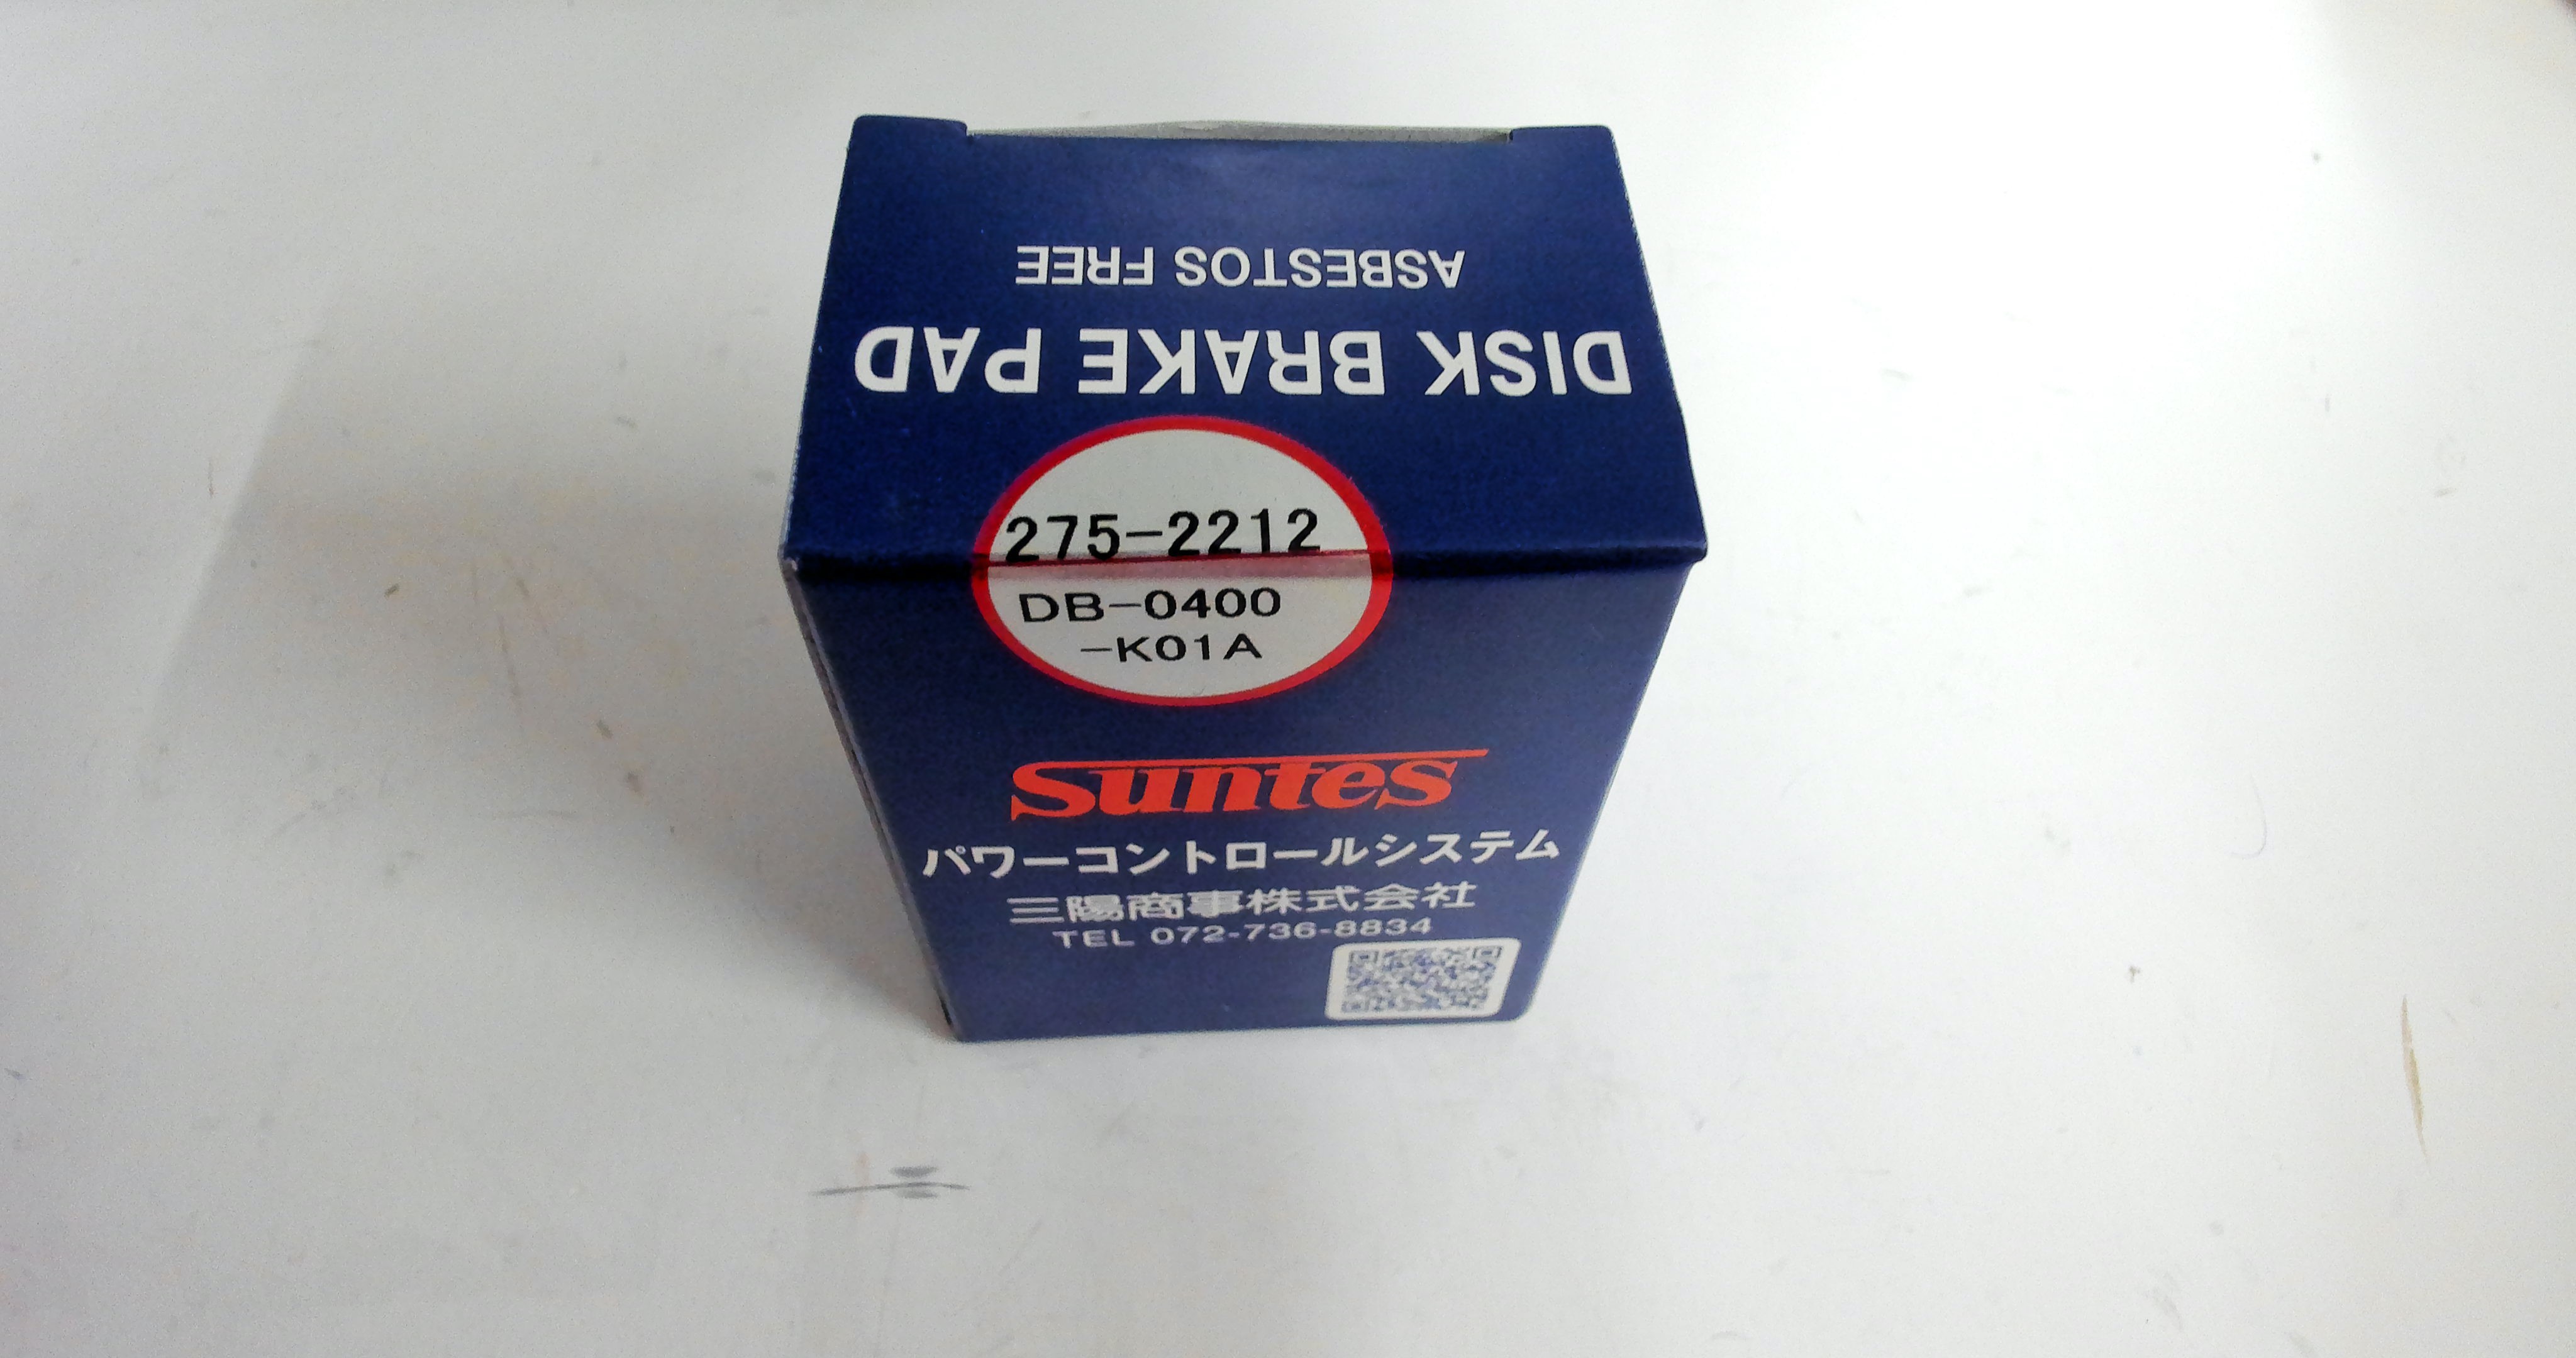 DISK BRAKE PAD
ASBESTOS FREE
275-2212
DB-0400
-K01A
Suntes
パワーコントロールシステム
三陽商事株式会社
TEL 072-736-8834